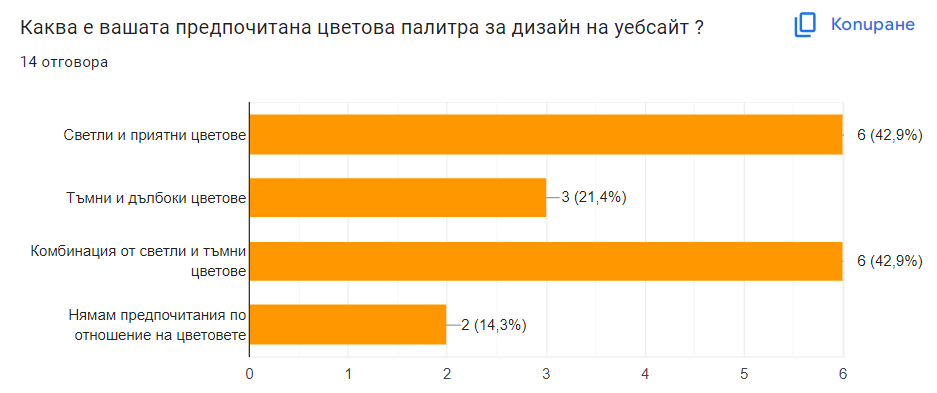 Каква е вашата предпочитана цветова палитра за дизайн на уебсайт ?
Копиране
14 отговора
Светли и приятни цветове
6 (42,9%)
Тъмни и дълбоки цветове
3 (21,4%)
Комбинация от светли и тъмни
цветове
6 (42,9%)
Нямам предпочитания по
отношение на цветовете
2 (14,3%)
0 1 2 3 4 5 6